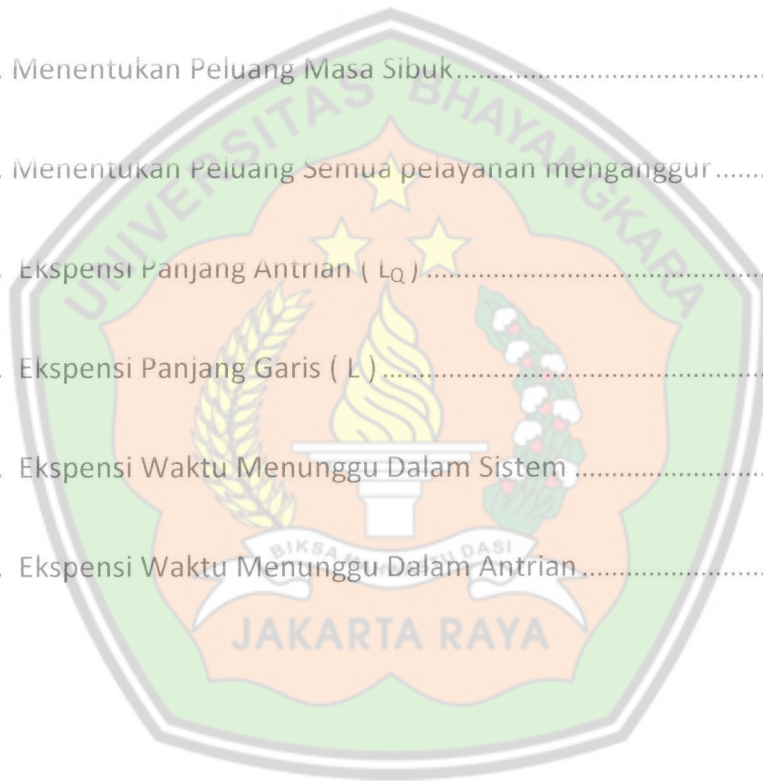 . Menentukan Peluang Masa Sibuk........................................
. Menentukan Peluang Semua pelayanan menganggur.......
. Ekspensi Panjang Antrian ( LQ )............................................
. Ekspensi Panjang Garis ( L )..................................................
. Ekspensi Waktu Menunggu Dalam Sistem.........................
. Ekspensi Waktu Menunggu Dalam Antrian........................
UNIVERSITAS BHAYANGKARA
JAKARTA RAYA